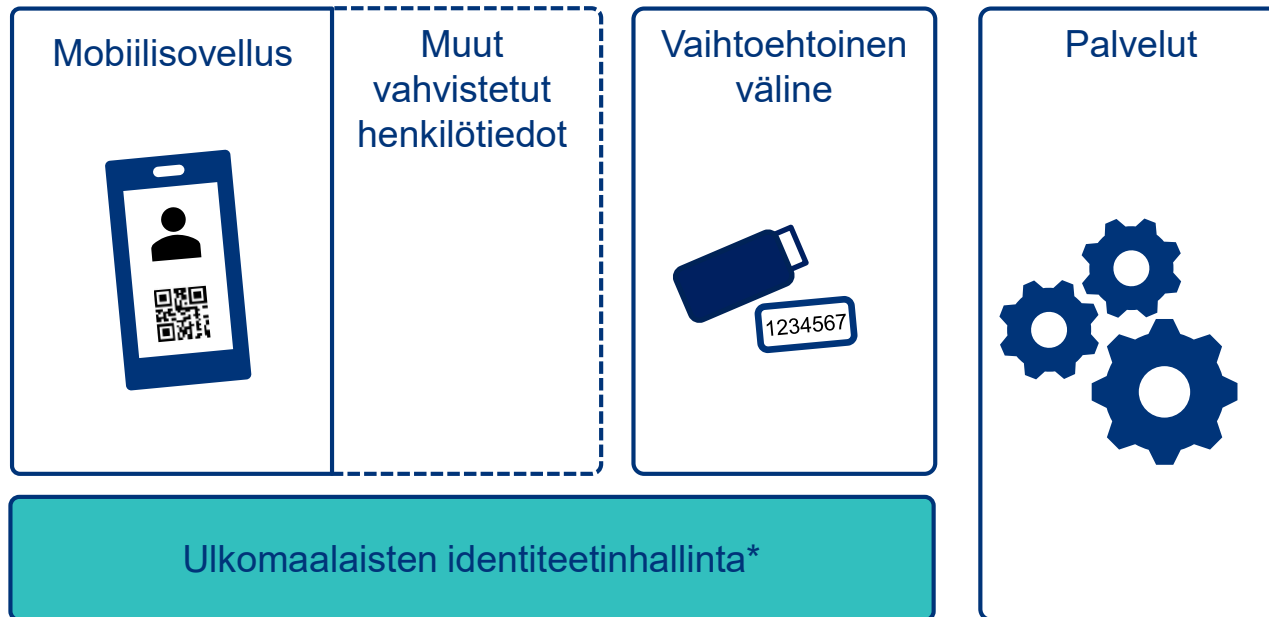 Mobiilisovellus
Muut
vahvistetut
henkilötiedot
Vaihtoehtoinen
väline
1234567
Palvelut
Ulkomaalaisten identiteetinhallinta*